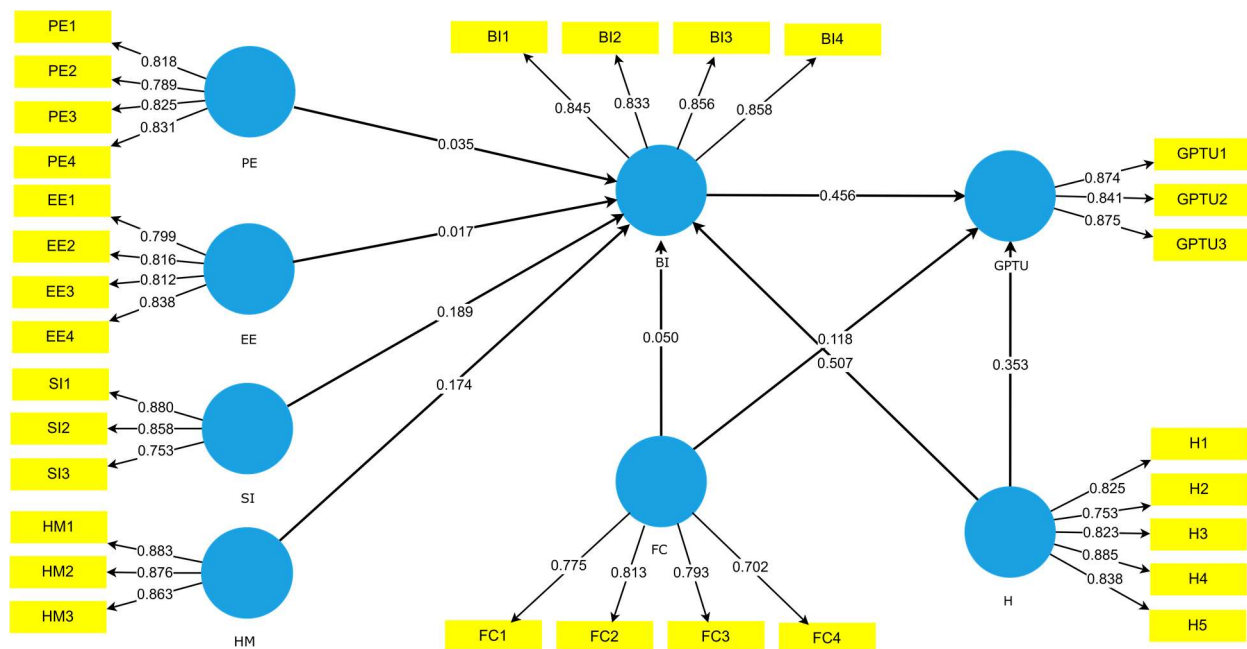 PE1
PE2
PE3
PE4
0.818
0.789
0.825
0.831
PE
EE1
EE2
EE3
EE4
0.799
0.816
0.812
0.838
EE
SI1
SI2
SI3
0.880
0.858
0.753
SI
HM1
HM2
HM3
0.883
0.876
0.863
HM
0.035
0.017
0.189
0.174
BI1
BI2
BI3
BI4
0.845
0.833
0.856
0.858
BI
0.456
0.050
0.118
0.507
0.353
GPTU
0.874
0.841
0.875
GPTU1
GPTU2
GPTU3
FC
0.775
0.813
0.793
0.702
FC1
FC2
FC3
FC4
H
0.825
0.753
0.823
0.885
0.838
H1
H2
H3
H4
H5